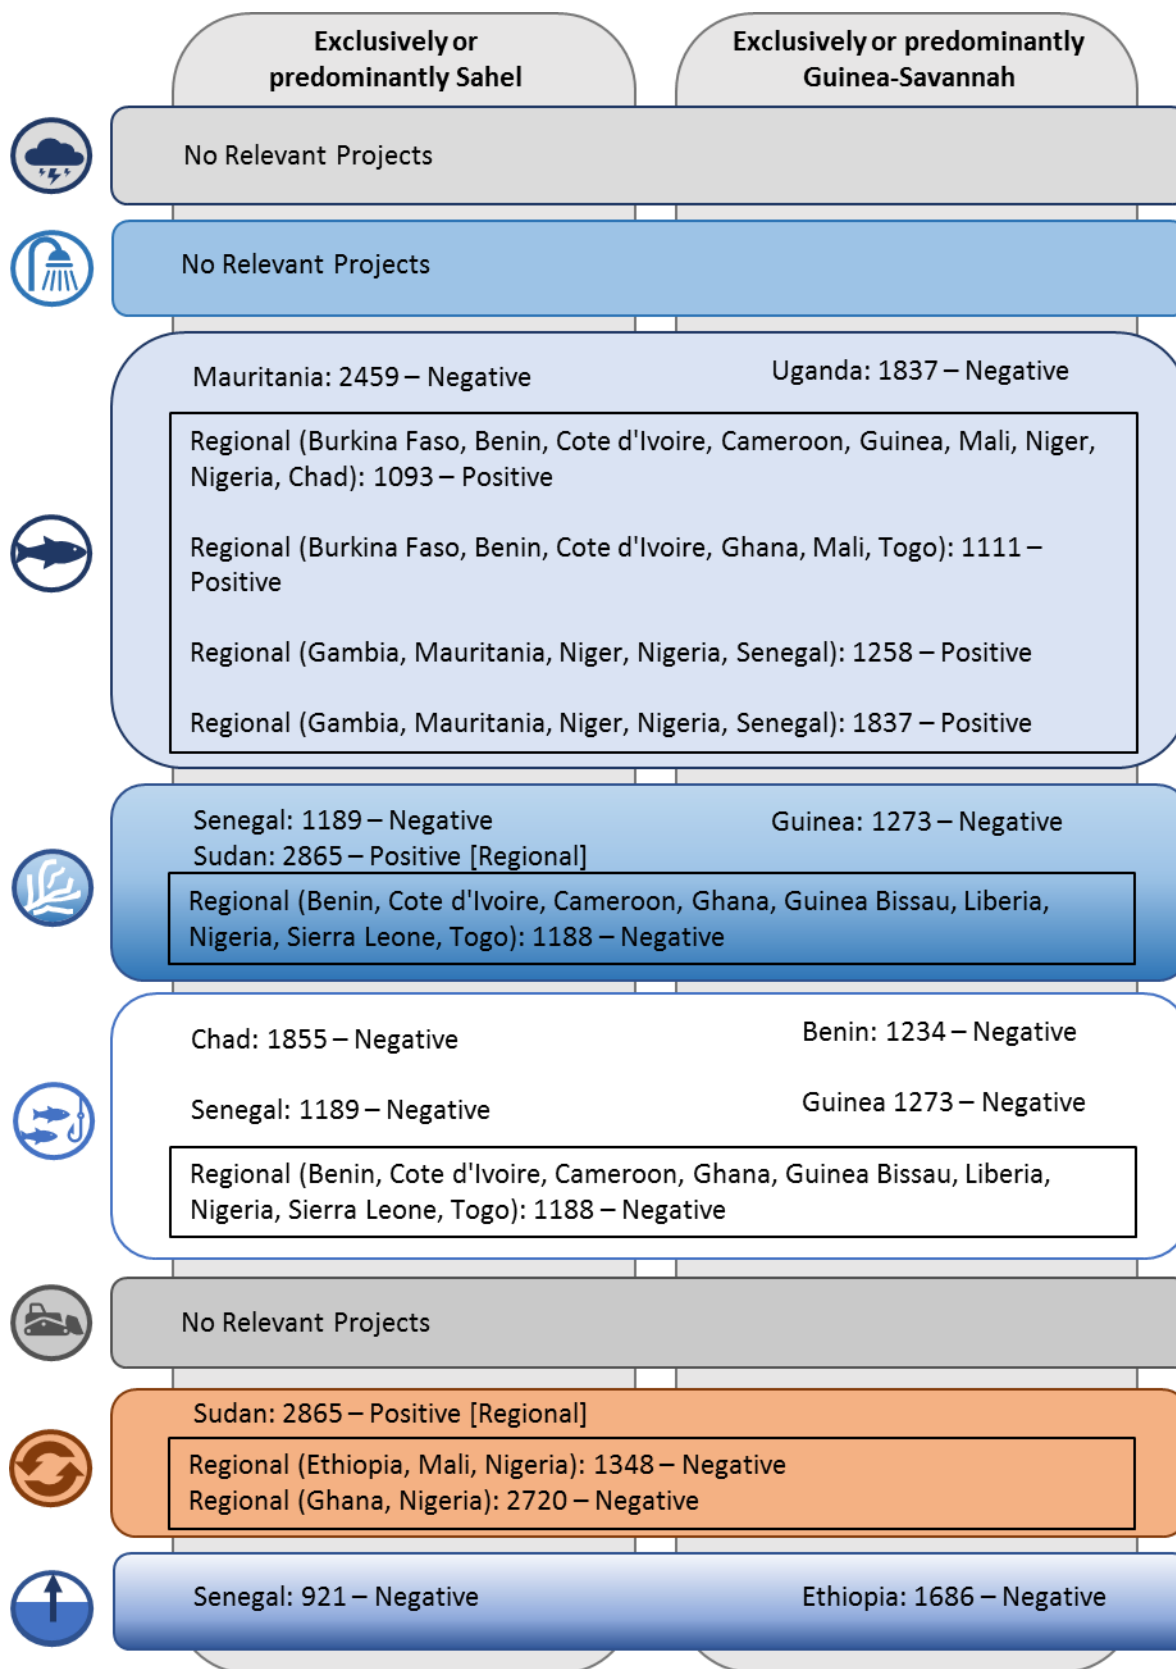 Exclusively or
predominantly Sahel
Exclusively or predominantly
Guinea-Savannah
No Relevant Projects
No Relevant Projects
Mauritania: 2459 – Negative
Uganda: 1837 – Negative
Regional (Burkina Faso, Benin, Cote d'Ivoire, Cameroon, Guinea, Mali, Niger,
Nigeria, Chad): 1093 – Positive
Regional (Burkina Faso, Benin, Cote d'Ivoire, Ghana, Mali, Togo): 1111 –
Positive
Regional (Gambia, Mauritania, Niger, Nigeria, Senegal): 1258 – Positive
Regional (Gambia, Mauritania, Niger, Nigeria, Senegal): 1837 – Positive
Senegal: 1189 – Negative
Guinea: 1273 – Negative
Sudan: 2865 – Positive [Regional]
Regional (Benin, Cote d'Ivoire, Cameroon, Ghana, Guinea Bissau, Liberia,
Nigeria, Sierra Leone, Togo): 1188 – Negative
Chad: 1855 – Negative
Benin: 1234 – Negative
Senegal: 1189 – Negative
Guinea 1273 – Negative
Regional (Benin, Cote d'Ivoire, Cameroon, Ghana, Guinea Bissau, Liberia,
Nigeria, Sierra Leone, Togo): 1188 – Negative
No Relevant Projects
Sudan: 2865 – Positive [Regional]
Regional (Ethiopia, Mali, Nigeria): 1348 – Negative
Regional (Ghana, Nigeria): 2720 – Negative
Senegal: 921 – Negative
Ethiopia: 1686 – Negative